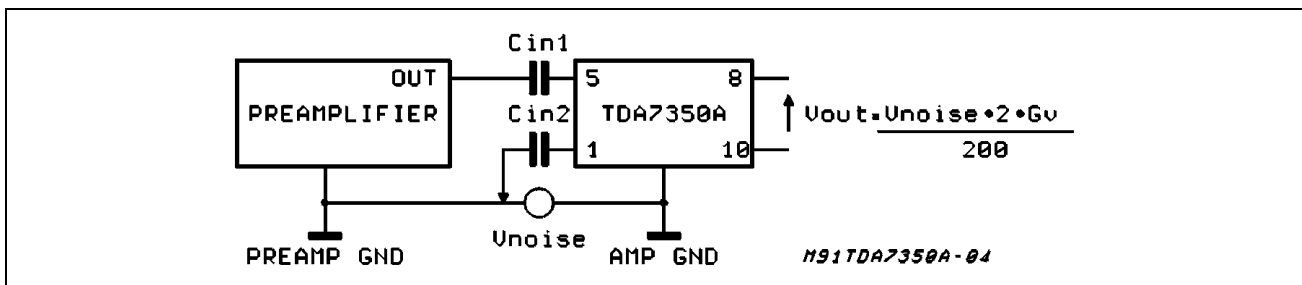 Cin1
OUT
PREAMPLIFIER
Cin2
5
8
TDA7350A
1
10
Vout=Vnoise•2•Gv
200
Vnoise
PREAMP GND
AMP GND
M91TDA7350A-04